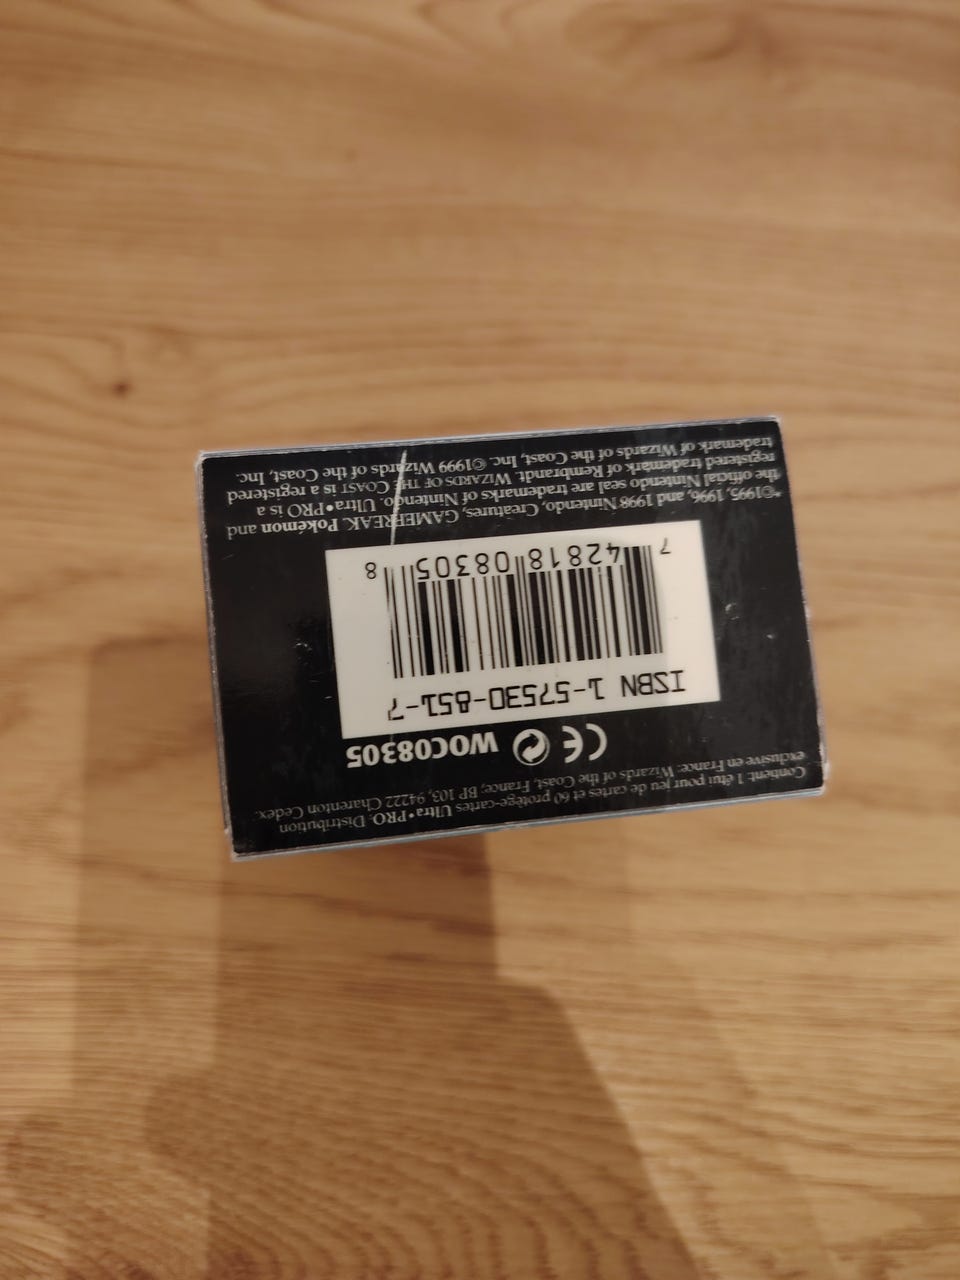 Contient 1 étui pour jeu de cartes et 60 protège-cartes Ultra•PRO. Distribution
exclusive en France: Wizards of the Coast, France, BP 103, 94222 Charenton Cedex.
CE WOC08305
ISBN 1-57530-851-7
7 42818 08305 8
*©1995, 1996, and 1998 Nintendo, Creatures, GAMEFREAK. Pokémon and
the official Nintendo seal are trademarks of Nintendo. Ultra•PRO is a
registered trademark of Rembrandt. WIZARDS OF THE COAST is a registered
trademark of Wizards of the Coast, Inc. ©1999 Wizards of the Coast, Inc.